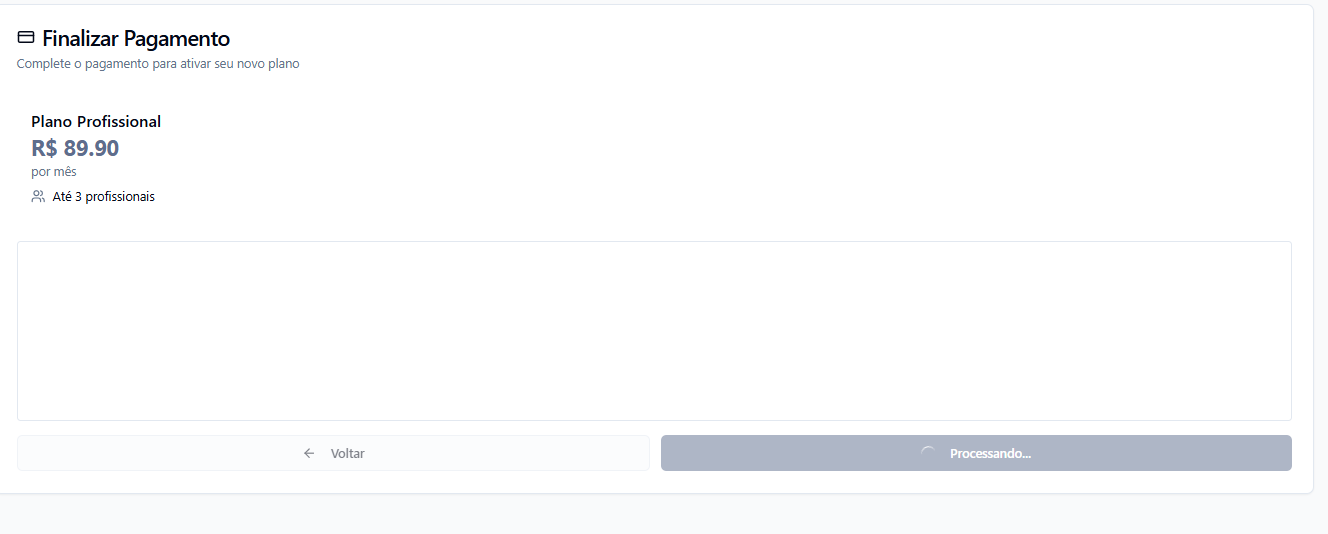 Finalizar Pagamento
Complete o pagamento para ativar seu novo plano
Plano Profissional
R$ 89.90
por mês
Até 3 profissionais
Voltar
Processando...